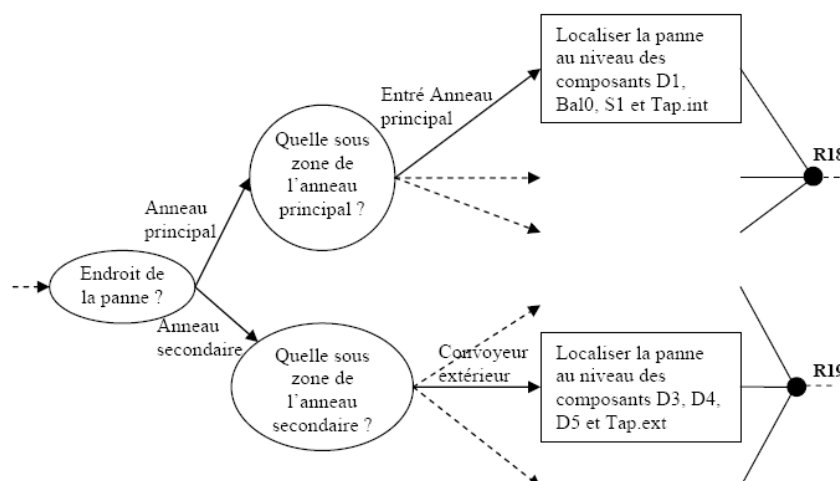 Localiser la panne
au niveau des
composants D1,
Bal0, S1 et Tap.int
Entré Anneau
principal
R18
Quelle sous
zone de
l'anneau
principal ?
Anneau
principal
Endroit de
la panne ?
Anneau
secondaire
Quelle sous
zone de
l'anneau
secondaire ?
Convoyeur
extérieur
Localiser la panne
au niveau des
composants D3, D4,
D5 et Tap.ext
R19